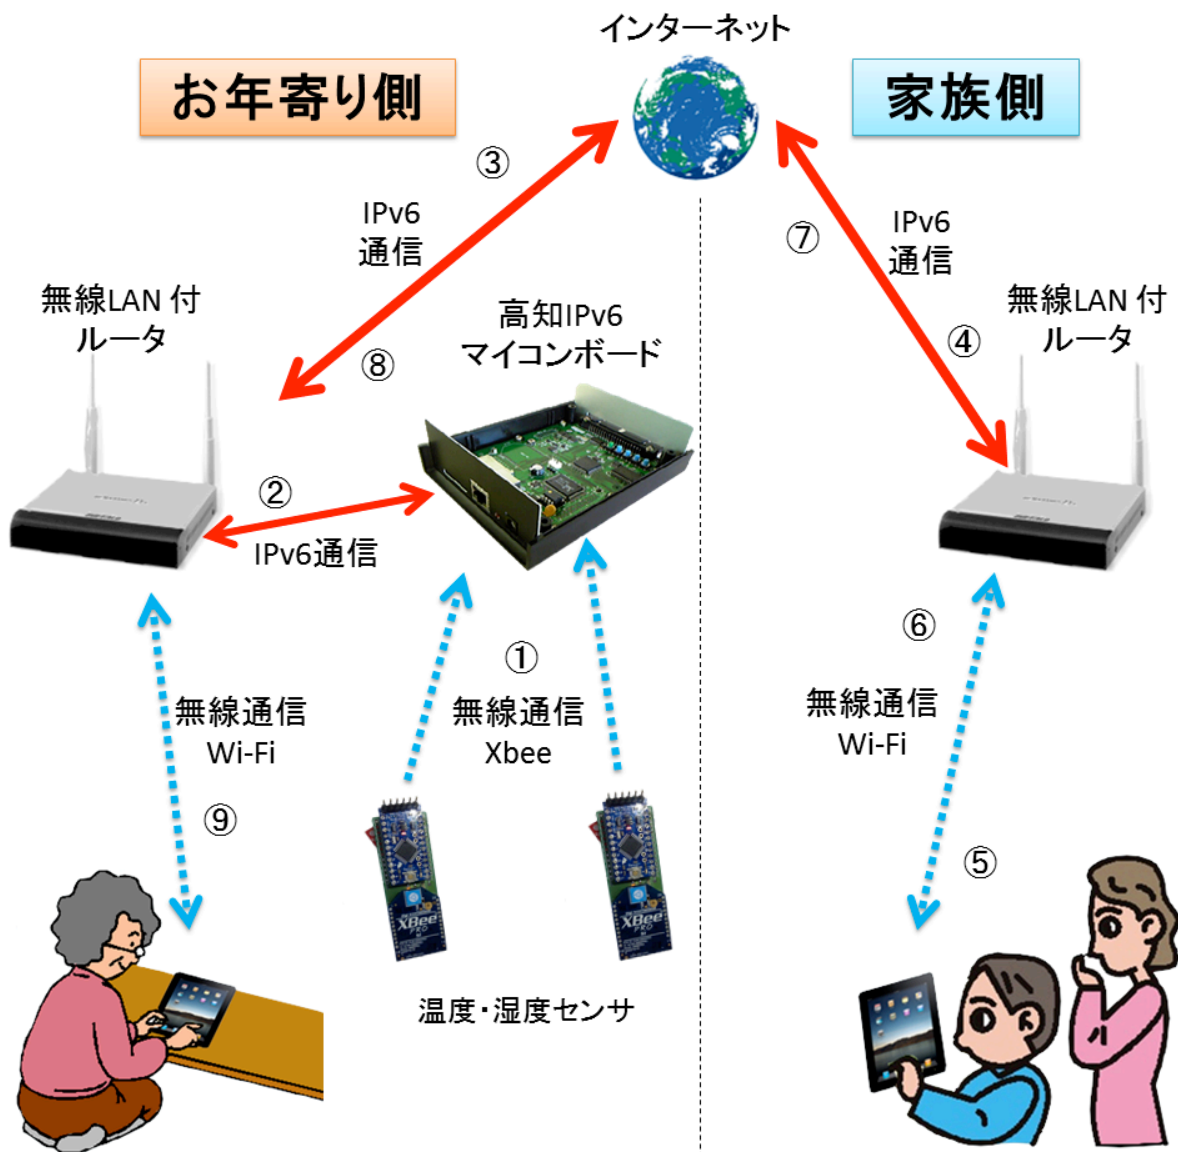 インターネット
お年寄り側
家族側
③
IPv6
通信
⑦
IPv6
通信
無線LAN 付
ルータ
高知IPv6
マイコンボード
無線LAN 付
ルータ
⑧
④
②
IPv6通信
①
⑥
無線通信
Wi-Fi
無線通信
Xbee
無線通信
Wi-Fi
⑨
⑤
XBee
PRO
XBee
PRO
温度・湿度センサ